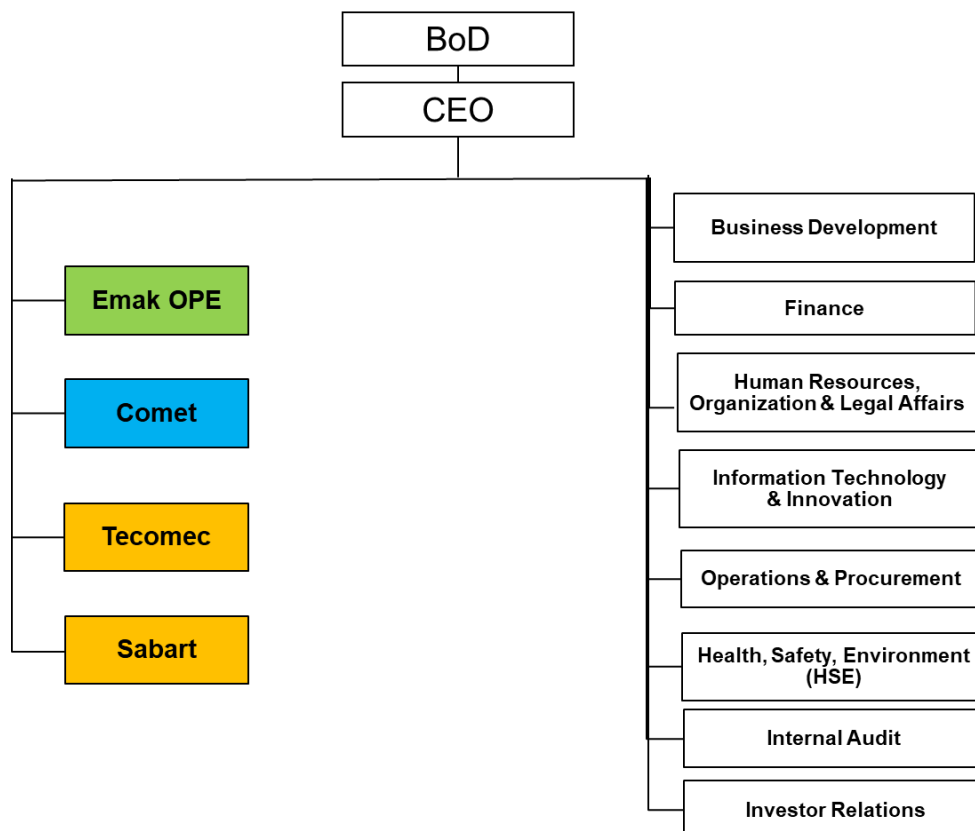 BoD
CEO
Emak OPE
Comet
Tecomec
Sabart
Business Development
Finance
Human Resources,
Organization & Legal Affairs
Information Technology
& Innovation
Operations & Procurement
Health, Safety, Environment
(HSE)
Internal Audit
Investor Relations